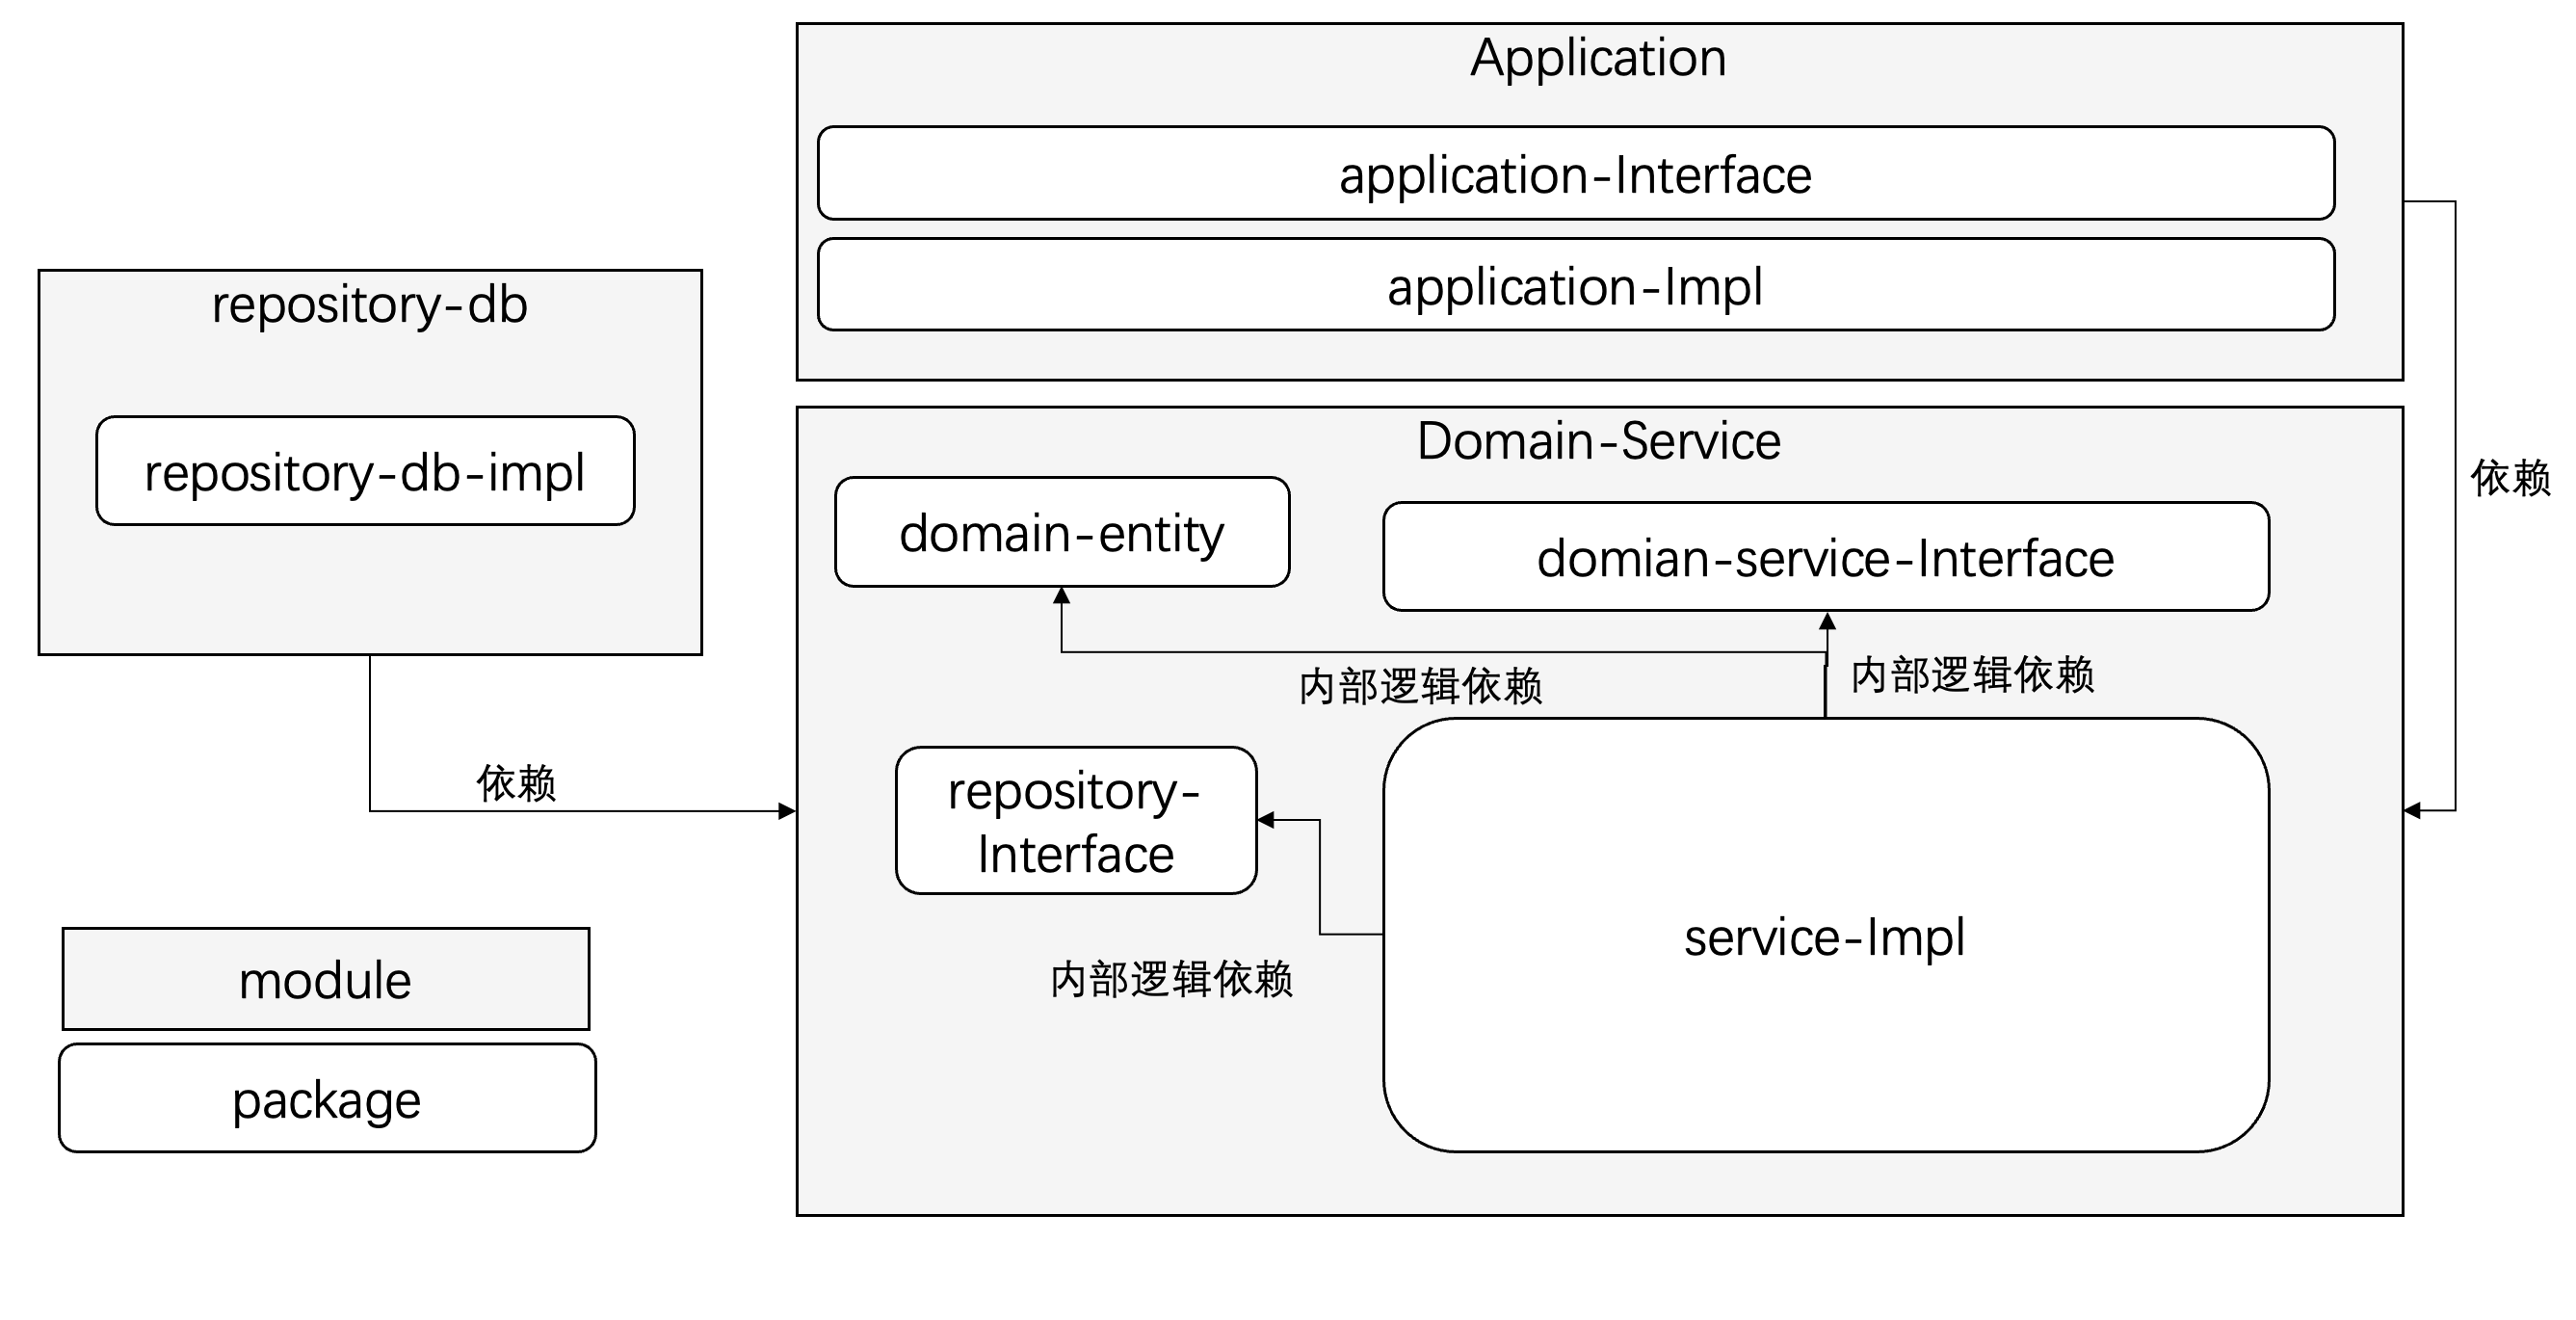 Application
application-Interface
application-Impl
repository-db
repository-db-impl
依赖
Domain-Service
domain-entity
domian-service-Interface
依赖
内部逻辑依赖
内部逻辑依赖
repository-
Interface
service-Impl
内部逻辑依赖
module
package